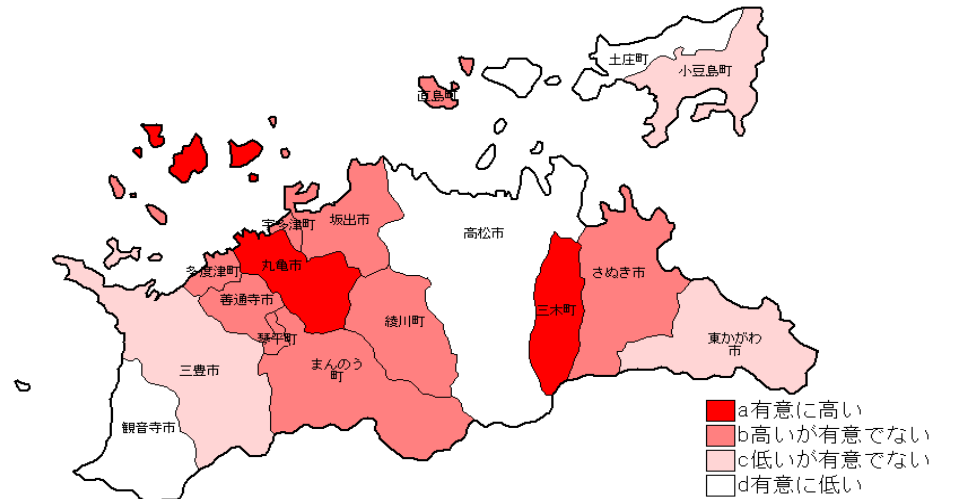 土庄町
小豆島町
直島町
宇多津町
坂出市
高松市
多度津町
丸亀市
さぬき市
善通寺市
三木町
綾川町
琴平町
東かがわ
市
まんのう
町
三豊市
観音寺市
a有意に高い
b高いが有意でない
c低いが有意でない
d有意に低い